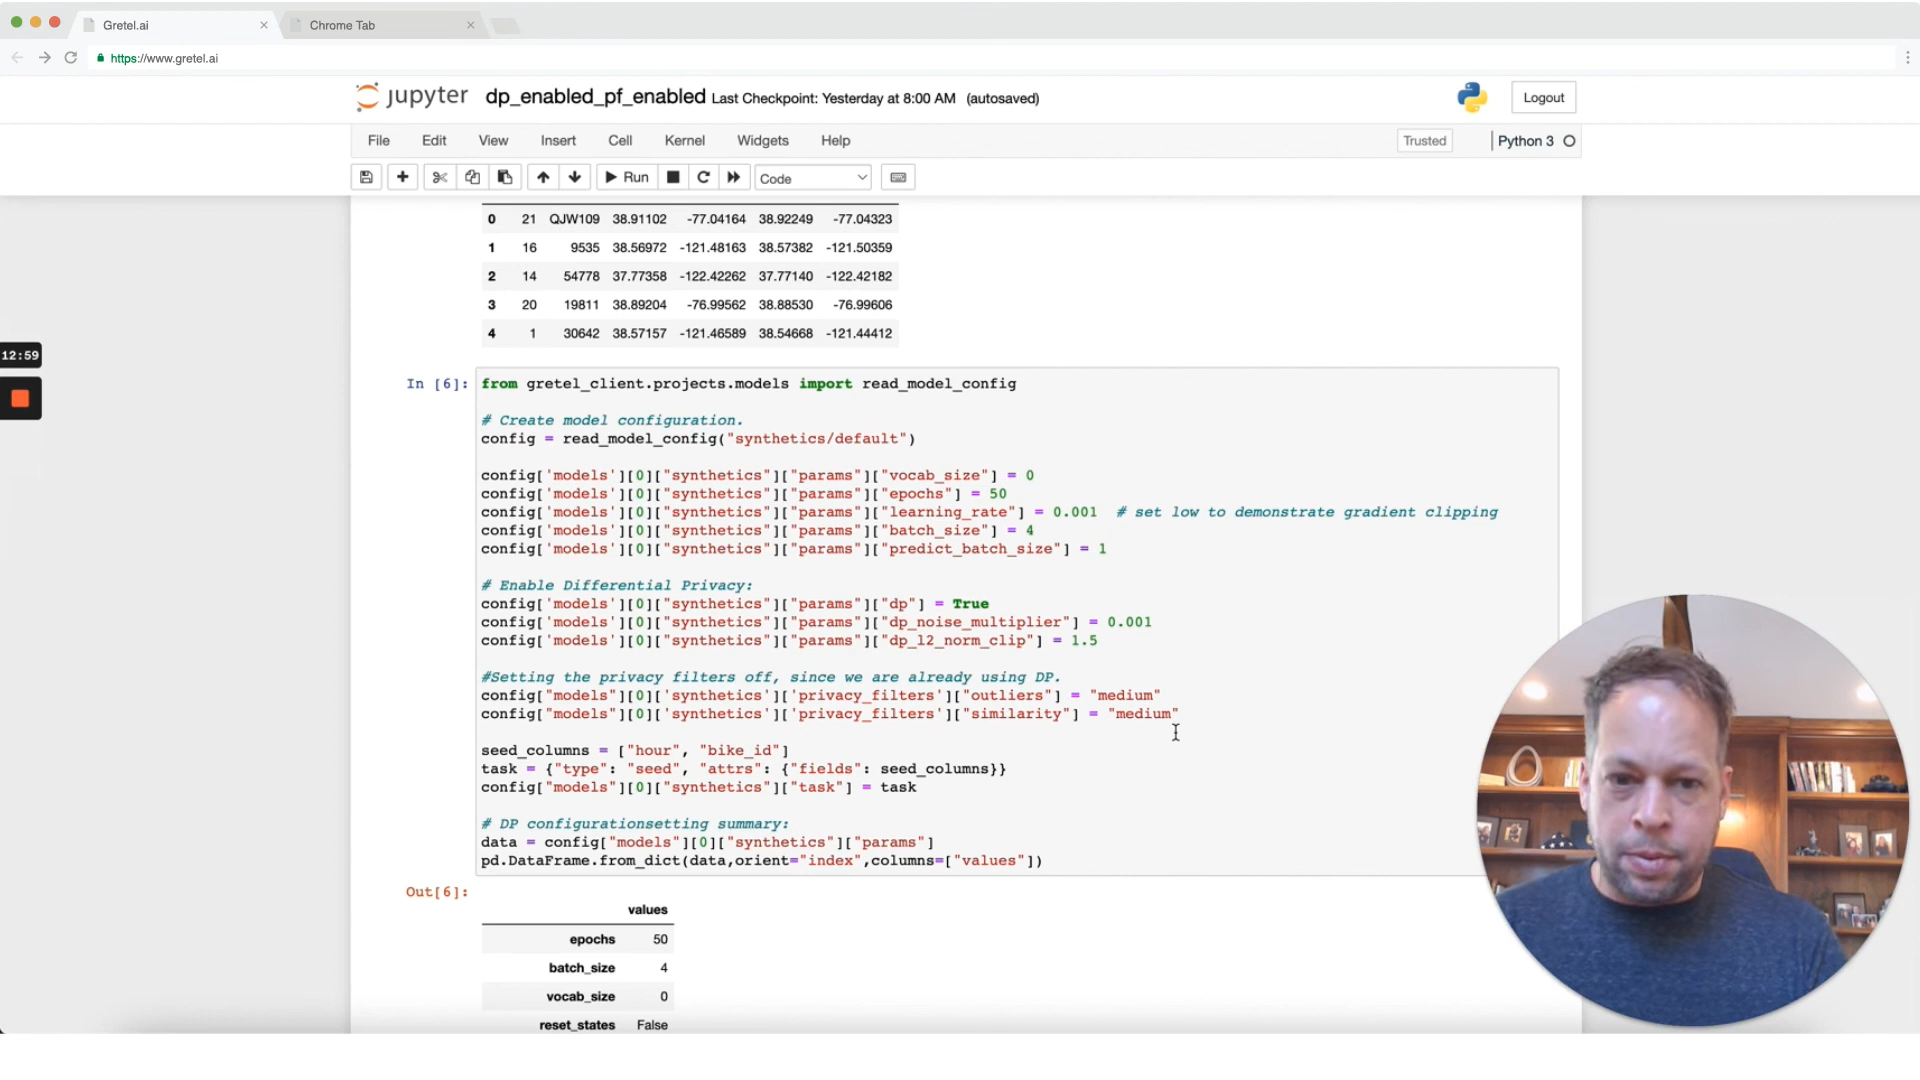 Gretel.ai
Chrome Tab
https://www.gretel.ai
jupyter dp_enabled_pf_enabled Last Checkpoint: Yesterday at 8:00 AM (autosaved)
Logout
File Edit View Insert Cell Kernel Widgets Help
Trusted
Python 3
Run
Code
0 21 QJW109 38.91102 -77.04164 38.92249 -77.04323
1 16 9535 38.56972 -121.48163 38.57382 -121.50359
2 14 54778 37.77358 -122.42262 37.77140 -122.42182
3 20 19811 38.89204 -76.99562 38.88530 -76.99606
4 1 30642 38.57157 -121.46589 38.54668 -121.44412
12:59
In [6]: from gretel_client.projects.models import read_model_config
# Create model configuration.
config = read_model_config("synthetics/default")
config['models'][0]["synthetics"]["params"]["vocab_size"] = 0
config['models'][0]["synthetics"]["params"]["epochs"] = 50
config['models'][0]["synthetics"]["params"]["learning_rate"] = 0.001 # set low to demonstrate gradient clipping
config['models'][0]["synthetics"]["params"]["batch_size"] = 4
config['models'][0]["synthetics"]["params"]["predict_batch_size"] = 1
# Enable Differential Privacy:
config['models'][0]["synthetics"]["params"]["dp"] = True
config['models'][0]["synthetics"]["params"]["dp_noise_multiplier"] = 0.001
config['models'][0]["synthetics"]["params"]["dp_l2_norm_clip"] = 1.5
#Setting the privacy filters off, since we are already using DP.
config["models"][0]['synthetics']['privacy_filters']["outliers"] = "medium"
config["models"][0]['synthetics']['privacy_filters']["similarity"] = "medium"
seed_columns = ["hour", "bike_id"]
task = {"type": "seed", "attrs": {"fields": seed_columns}}
config["models"][0]["synthetics"]["task"] = task
# DP configurationsetting summary:
data = config["models"][0]["synthetics"]["params"]
pd.DataFrame.from_dict(data,orient="index",columns=["values"])
Out[6]:
values
epochs 50
batch_size 4
vocab_size 0
reset_states False